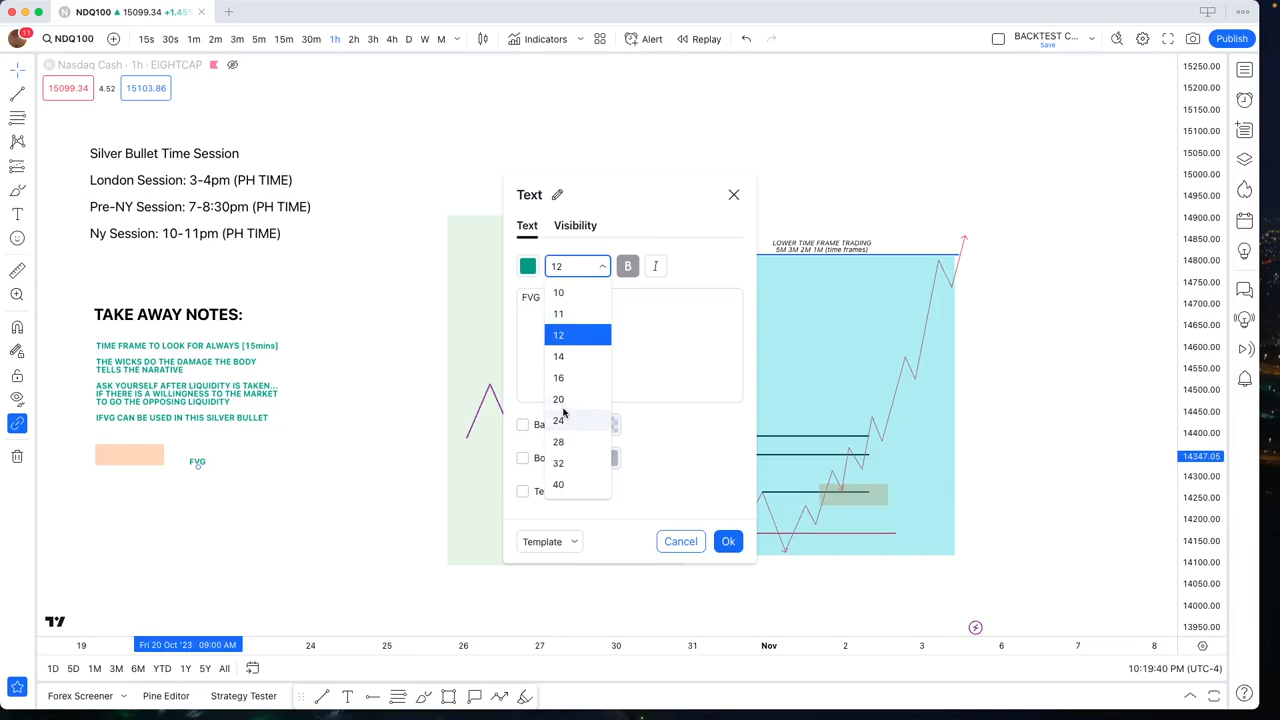 NDQ100 15099.34 +1.45%
11
NDQ100
15s 30s 1m 2m 3m 5m 15m 30m 1h 2h 3h 4h D W M
Indicators
Alert
Replay
BACKTEST C...
Save
Publish
N Nasdaq Cash · 1h · EIGHTCAP
15099.34 4.52 15103.86
Silver Bullet Time Session
London Session: 3-4pm (PH TIME)
Pre-NY Session: 7-8:30pm (PH TIME)
Ny Session: 10-11pm (PH TIME)
TAKE AWAY NOTES:
TIME FRAME TO LOOK FOR ALWAYS [15mins]
THE WICKS DO THE DAMAGE THE BODY
TELLS THE NARATIVE
ASK YOURSELF AFTER LIQUIDITY IS TAKEN...
IF THERE IS A WILLINGNESS TO THE MARKET
TO GO THE OPPOSING LIQUIDITY
IFVG CAN BE USED IN THIS SILVER BULLET
FVG
Text
Text Visibility
12
B
I
FVG
10
11
12
14
16
20
24
28
32
40
Ba
Bo
Te
Template
Cancel
Ok
LOWER TIME FRAME TRADING
5M 3M 2M 1M (time frames)
15250.00
15200.00
15150.00
15100.00
15050.00
15000.00
14950.00
14900.00
14850.00
14800.00
14750.00
14700.00
14650.00
14600.00
14550.00
14500.00
14450.00
14400.00
14347.05
14300.00
14250.00
14200.00
14150.00
14100.00
14050.00
14000.00
13950.00
19 Fri 20 Oct '23 09:00 AM 24 25 26 27 30 31 Nov 2 3 6 7 8
1D 5D 1M 3M 6M YTD 1Y 5Y All
10:19:40 PM (UTC-4)
Forex Screener
Pine Editor
Strategy Tester